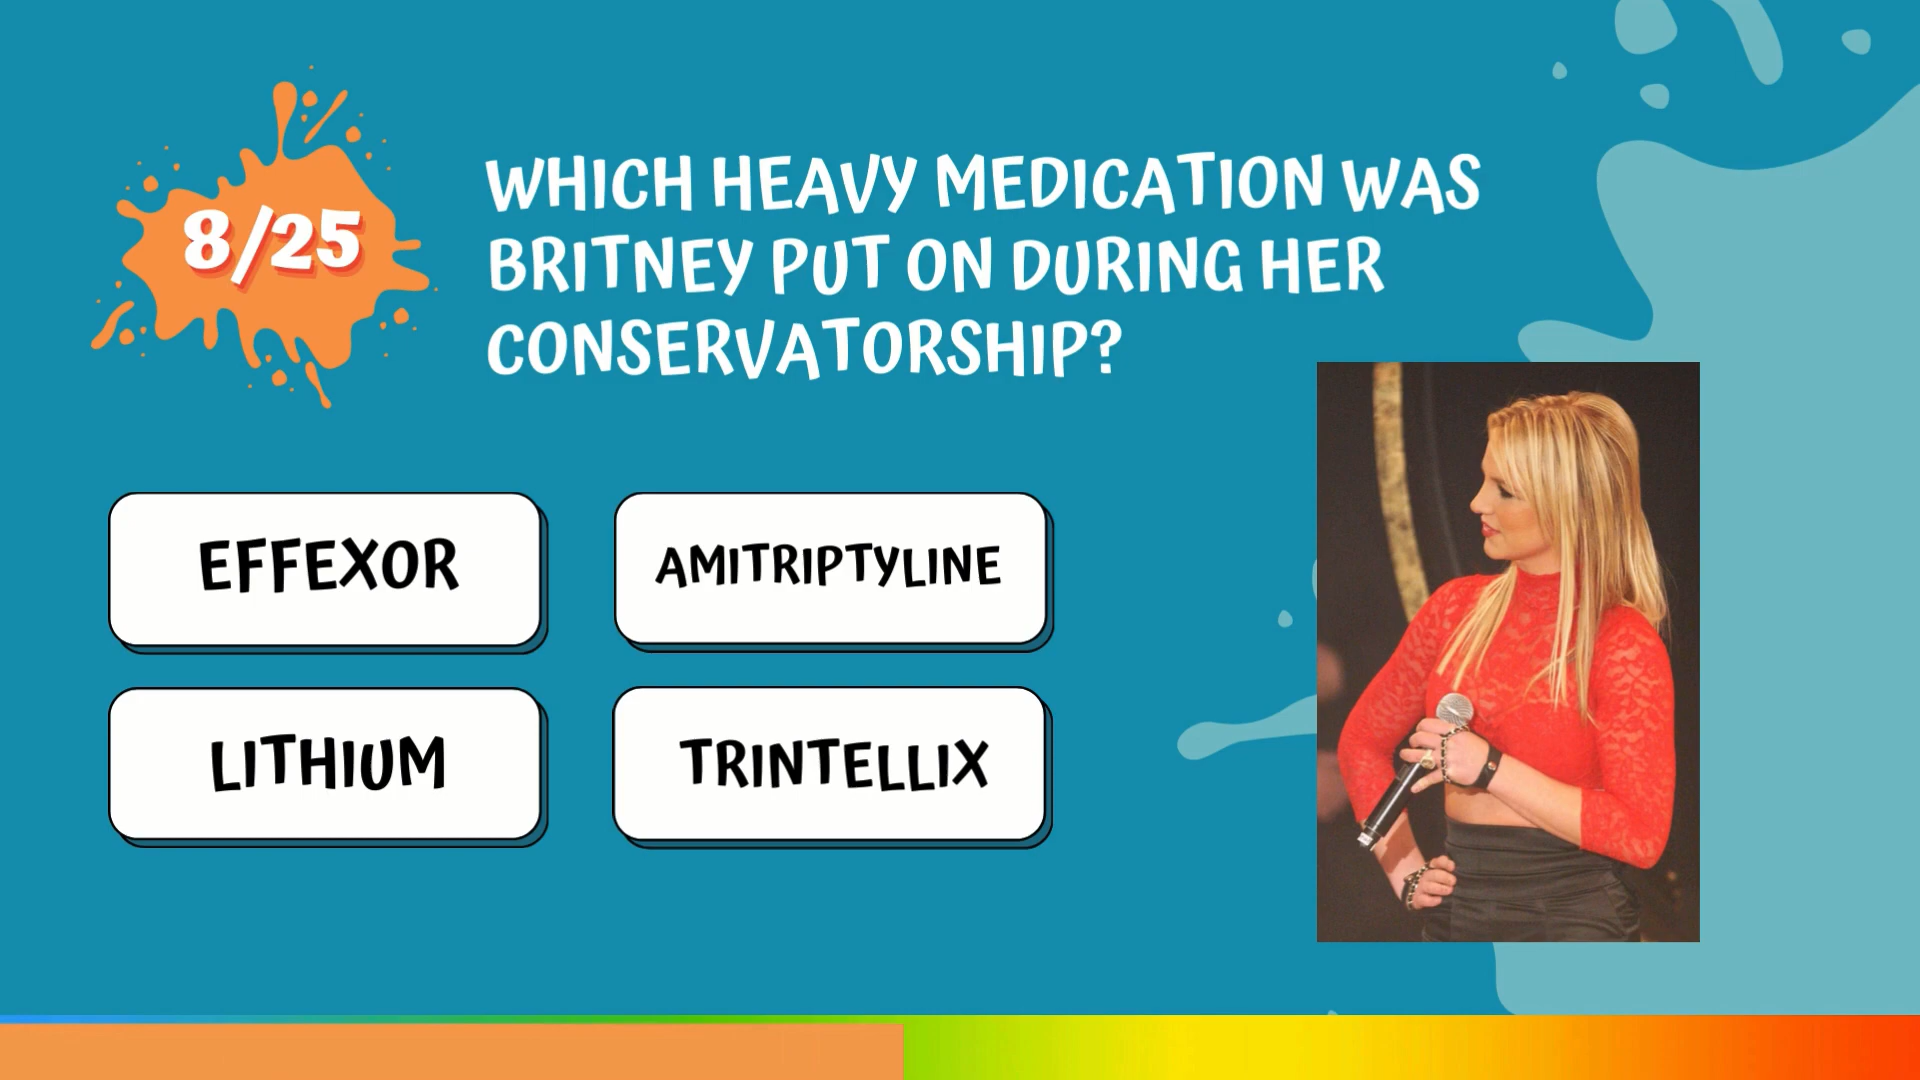 8/25
WHICH HEAVY MEDICATION WAS
BRITNEY PUT ON DURING HER
CONSERVATORSHIP?
EFFEXOR
AMITRIPTYLINE
LITHIUM
TRINTELLIX